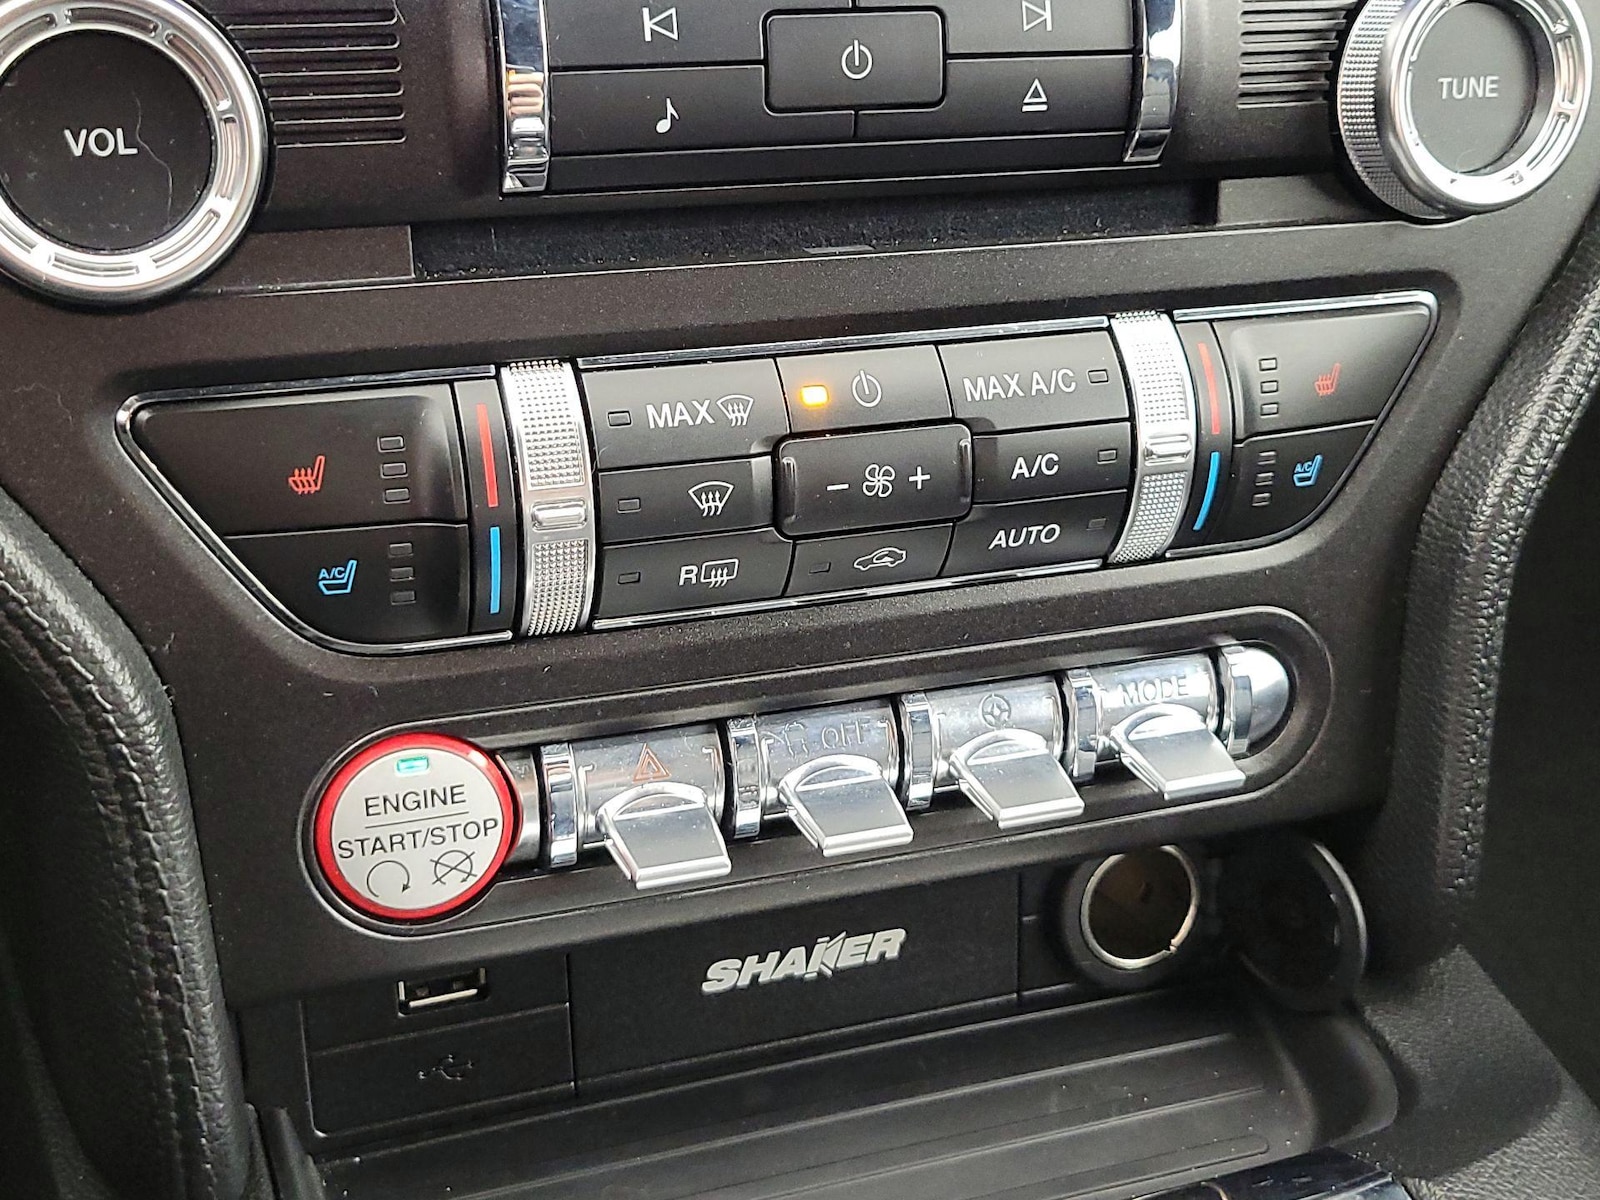 VOL
TUNE
MAX
MAX A/C
A/C
- +
A/C
A/C
AUTO
R
OFF
MODE
ENGINE
START/STOP
SHAKER